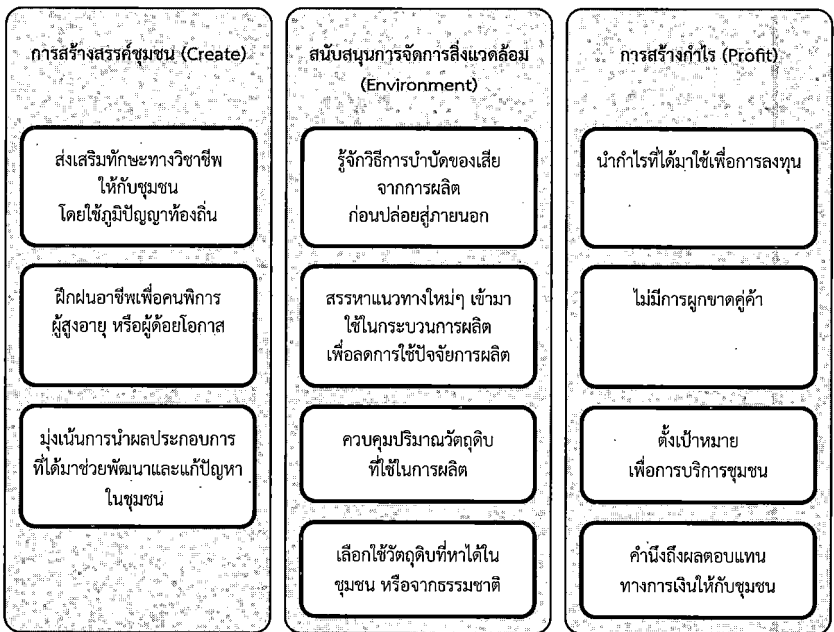 การสร้างสรรค์ชุมชน (Create)
ส่งเสริมทักษะทางวิชาชีพ
ให้กับชุมชน
โดยใช้ภูมิปัญญาท้องถิ่น
ฝึกฝนอาชีพเพื่อคนพิการ
ผู้สูงอายุ หรือผู้ด้อยโอกาส
มุ่งเน้นการนำผลประกอบการ
ที่ได้มาช่วยพัฒนาและแก้ปัญหา
ในชุมชน
สนับสนุนการจัดการสิ่งแวดล้อม
(Environment)
รู้จักวิธีการบำบัดของเสีย
จากการผลิต
ก่อนปล่อยสู่ภายนอก
สรรหาแนวทางใหม่ๆ เข้ามา
ใช้ในกระบวนการผลิต
เพื่อลดการใช้ปัจจัยการผลิต
ควบคุมปริมาณวัตถุดิบ
ที่ใช้ในการผลิต
เลือกใช้วัตถุดิบที่หาได้ใน
ชุมชน หรือจากธรรมชาติ
การสร้างกำไร (Profit)
นำกำไรที่ได้มาใช้เพื่อการลงทุน
ไม่มีการผูกขาดคู่ค้า
ตั้งเป้าหมาย
เพื่อการบริการชุมชน
คำนึงถึงผลตอบแทน
ทางการเงินให้กับชุมชน